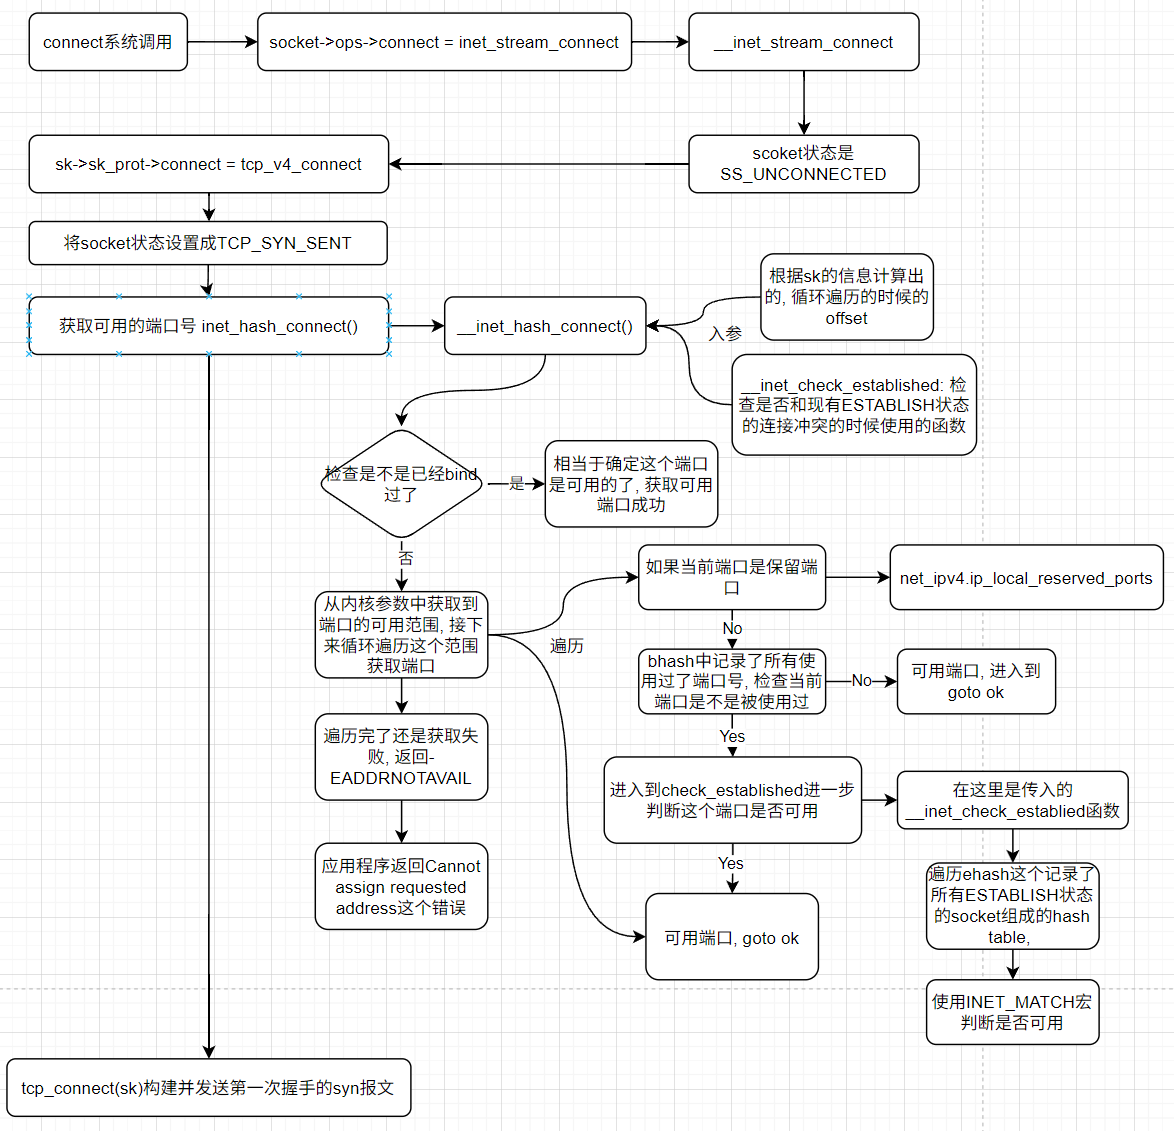 connect系统调用
socket->ops->connect = inet_stream_connect
__inet_stream_connect
scoket状态是
SS_UNCONNECTED
sk->sk_prot->connect = tcp_v4_connect
将socket状态设置成TCP_SYN_SENT
获取可用的端口号 inet_hash_connect()
__inet_hash_connect()
根据sk的信息计算出
的, 循环遍历的时候的
offset
入参
__inet_check_established: 检
查是否和现有ESTABLISH状态
的连接冲突的时候使用的函数
检查是不是已经bind
过了
是
相当于确定这个端口
是可用的了, 获取可用
端口成功
否
从内核参数中获取到
端口的可用范围, 接下
来循环遍历这个范围
获取端口
遍历
如果当前端口是保留端
口
net_ipv4.ip_local_reserved_ports
No
bhash中记录了所有使
用过了端口号, 检查当前
端口是不是被使用过
No
可用端口, 进入到
goto ok
Yes
遍历完了还是获取失
败, 返回-
EADDRNOTAVAIL
进入到check_established进一步
判断这个端口是否可用
在这里是传入的
__inet_check_establied函数
Yes
应用程序返回Cannot
assign requested
address这个错误
遍历ehash这个记录了
所有ESTABLISH状态
的socket组成的hash
table,
可用端口, goto ok
使用INET_MATCH宏
判断是否可用
tcp_connect(sk)构建并发送第一次握手的syn报文